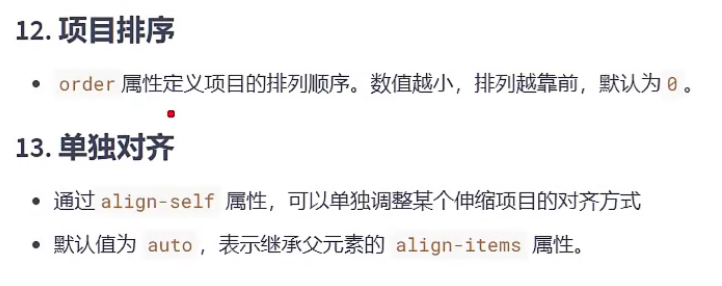 12. 项目排序
order 属性定义项目的排列顺序。数值越小，排列越靠前，默认为 0 。
13. 单独对齐
通过 align-self 属性，可以单独调整某个伸缩项目的对齐方式
默认值为 auto ，表示继承父元素的 align-items 属性。